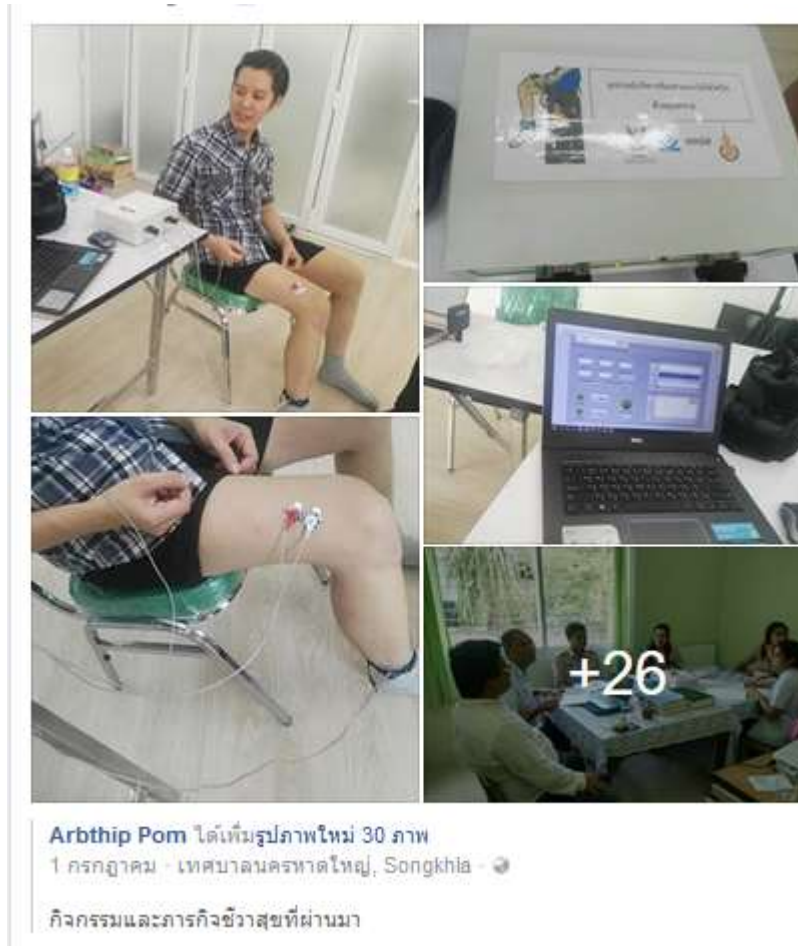 +26
Arbthip Pom ได้เพิ่มรูปภาพใหม่ 30 ภาพ
1 กรกฎาคม · เทศบาลนครหาดใหญ่, Songkhla ·
กิจกรรมและภารกิจชีวาสุขที่ผ่านมา